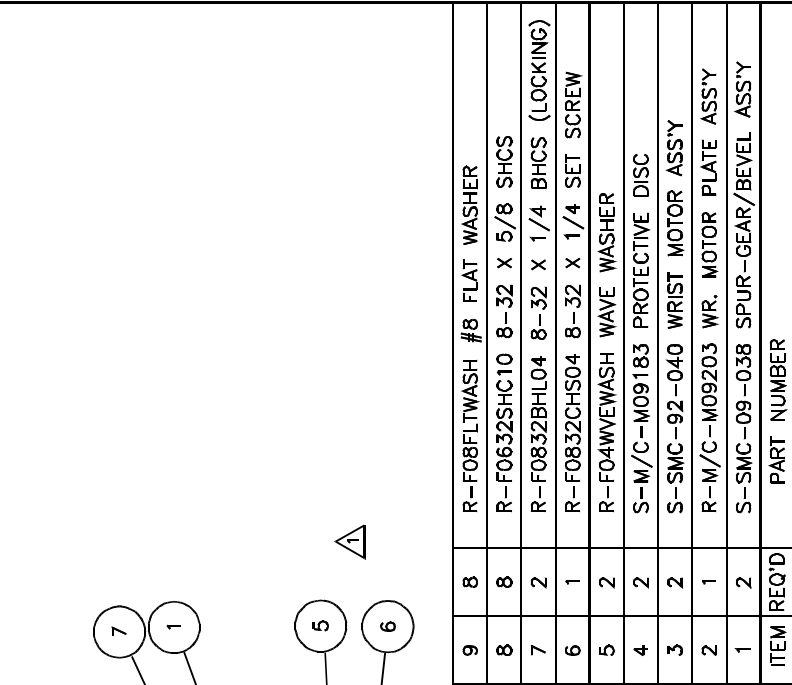 7
1
5
6
1
9 8 R-F08FLTWASH #8 FLAT WASHER
8 8 R-F0632SHC10 8-32 X 5/8 SHCS
7 2 R-F0832BHL04 8-32 X 1/4 BHCS (LOCKING)
6 1 R-F0832CHS04 8-32 X 1/4 SET SCREW
5 2 R-F04WVEWASH WAVE WASHER
4 2 S-M/C-M09183 PROTECTIVE DISC
3 2 S-SMC-92-040 WRIST MOTOR ASS'Y
2 1 R-M/C-M09203 WR. MOTOR PLATE ASS'Y
1 2 S-SMC-09-038 SPUR-GEAR/BEVEL ASS'Y
ITEM REQ'D PART NUMBER